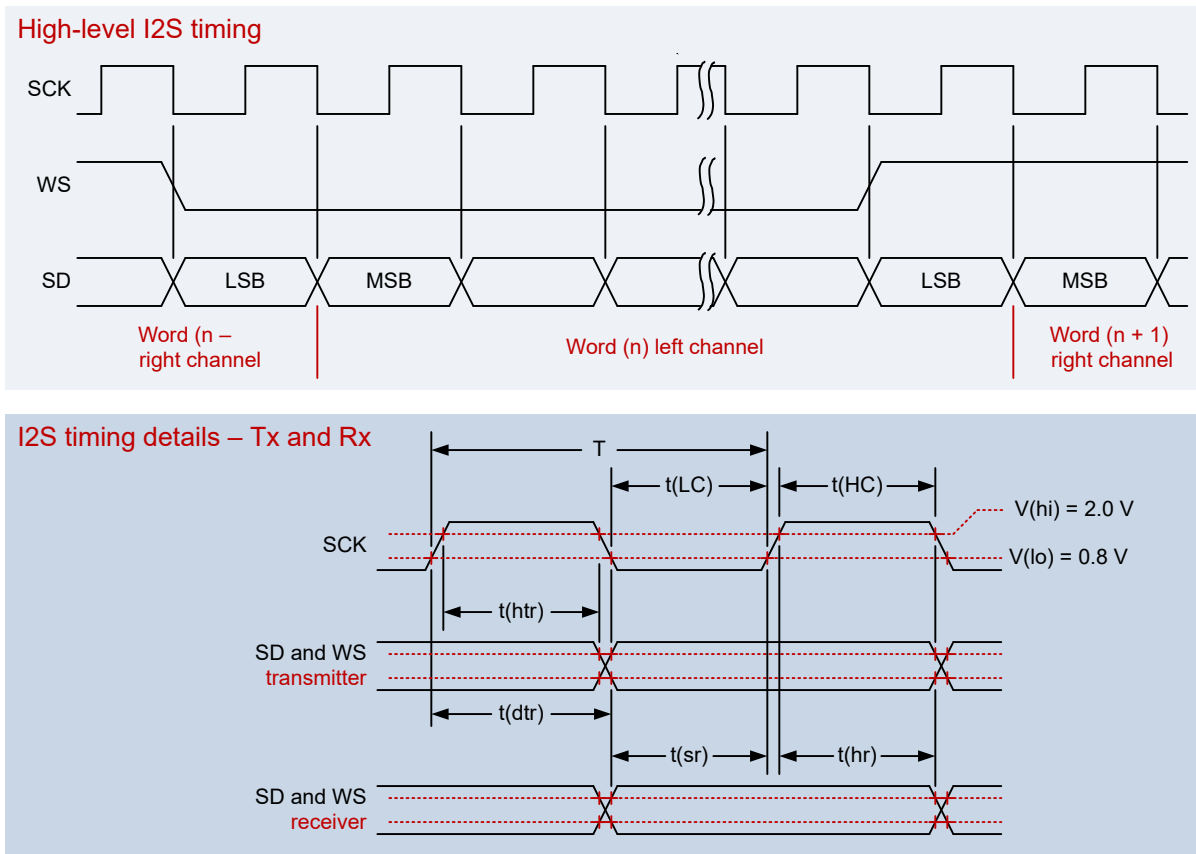 High-level I2S timing
SCK
WS
SD
LSB
MSB
LSB
MSB
Word (n –
right channel
Word (n) left channel
Word (n + 1)
right channel
I2S timing details – Tx and Rx
T
t(LC)
t(HC)
V(hi) = 2.0 V
SCK
V(lo) = 0.8 V
t(htr)
SD and WS
transmitter
t(dtr)
t(sr)
t(hr)
SD and WS
receiver